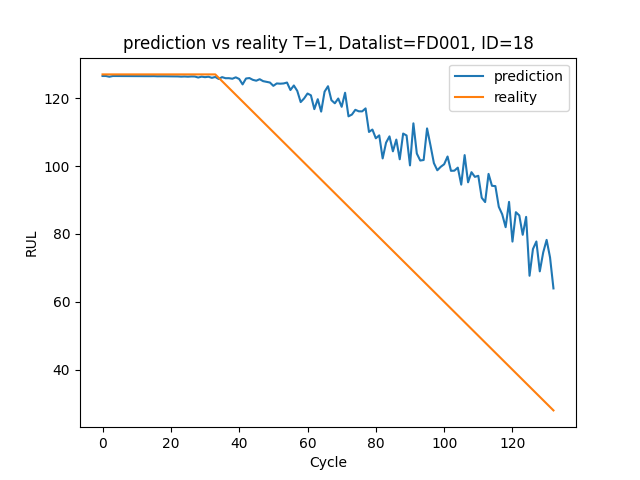 prediction vs reality T=1, Datalist=FD001, ID=18
prediction
reality
120
100
80
60
40
RUL
0 20 40 60 80 100 120
Cycle